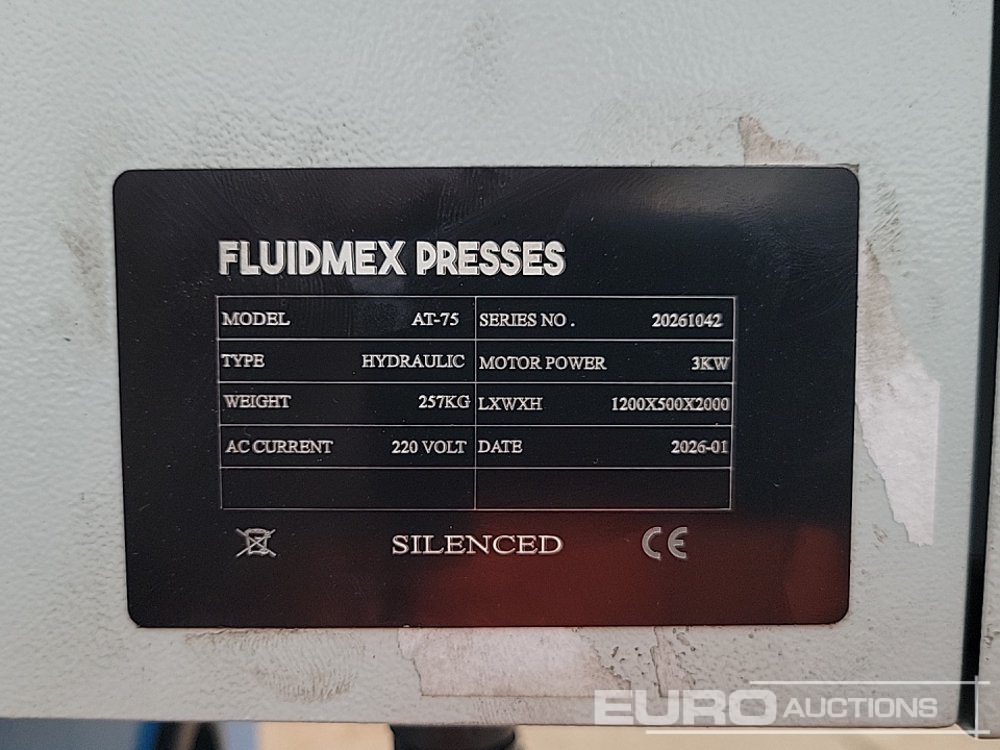 FLUIDMEX PRESSES
MODEL AT-75 SERIES NO . 20261042
TYPE HYDRAULIC MOTOR POWER 3KW
WEIGHT 257KG LXWXH 1200X500X2000
AC CURRENT 220 VOLT DATE 2026-01
SILENCED CE
EURO AUCTIONS